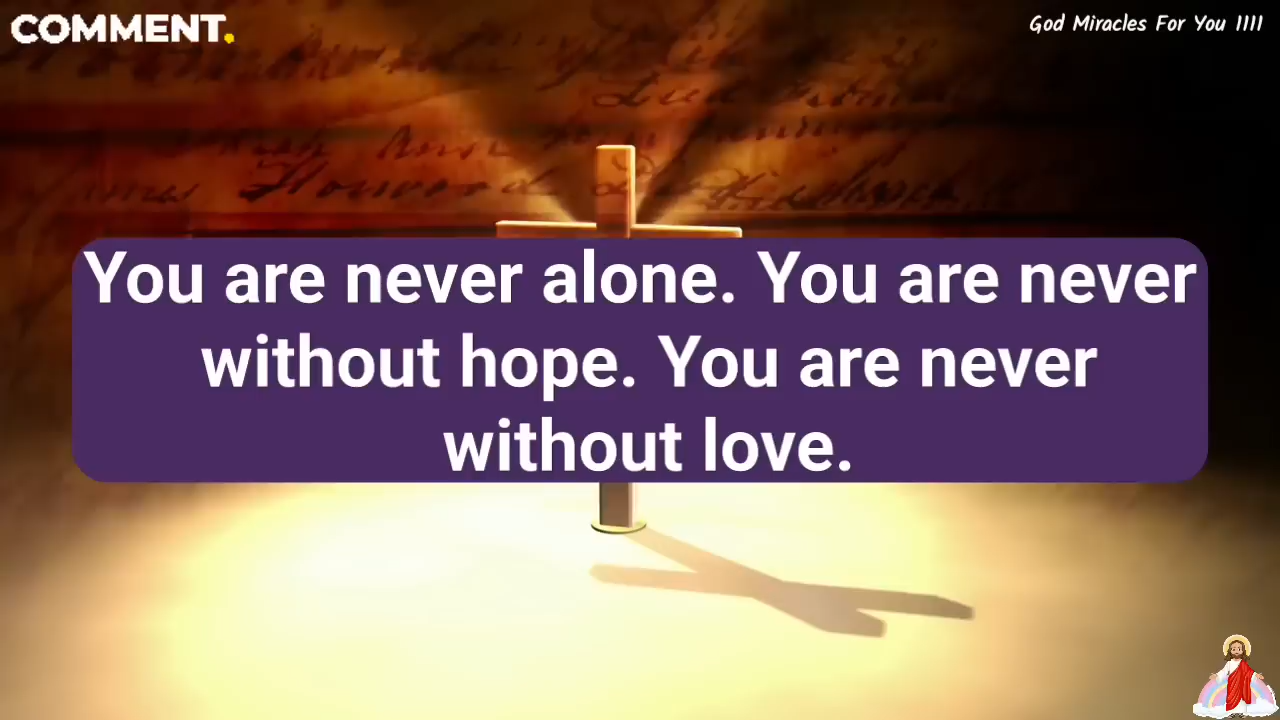 COMMENT.
God Miracles For You 1111
You are never alone. You are never
without hope. You are never
without love.